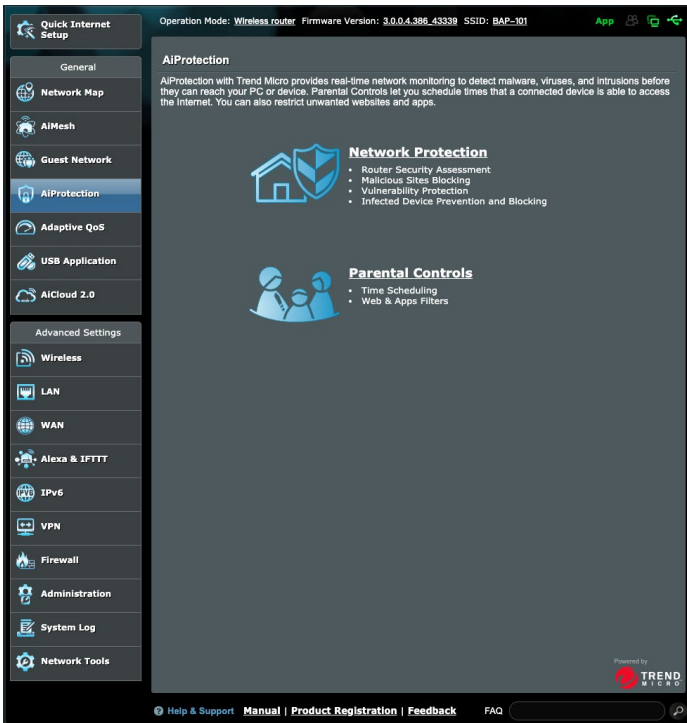 Quick Internet
Setup
Operation Mode: Wireless router Firmware Version: 3.0.0.4.386_43339 SSID: BAP-101 App
General
Network Map
AiMesh
Guest Network
AiProtection
Adaptive QoS
USB Application
AiCloud 2.0
Advanced Settings
Wireless
LAN
WAN
Alexa & IFTTT
IPv6
VPN
Firewall
Administration
System Log
Network Tools
AiProtection
AiProtection with Trend Micro provides real-time network monitoring to detect malware, viruses, and intrusions before
they can reach your PC or device. Parental Controls let you schedule times that a connected device is able to access
the Internet. You can also restrict unwanted websites and apps.
Network Protection
• Router Security Assessment
• Malicious Sites Blocking
• Vulnerability Protection
• Infected Device Prevention and Blocking
Parental Controls
• Time Scheduling
• Web & Apps Filters
Powered by
TREND
MICRO
Help & Support Manual | Product Registration | Feedback FAQ